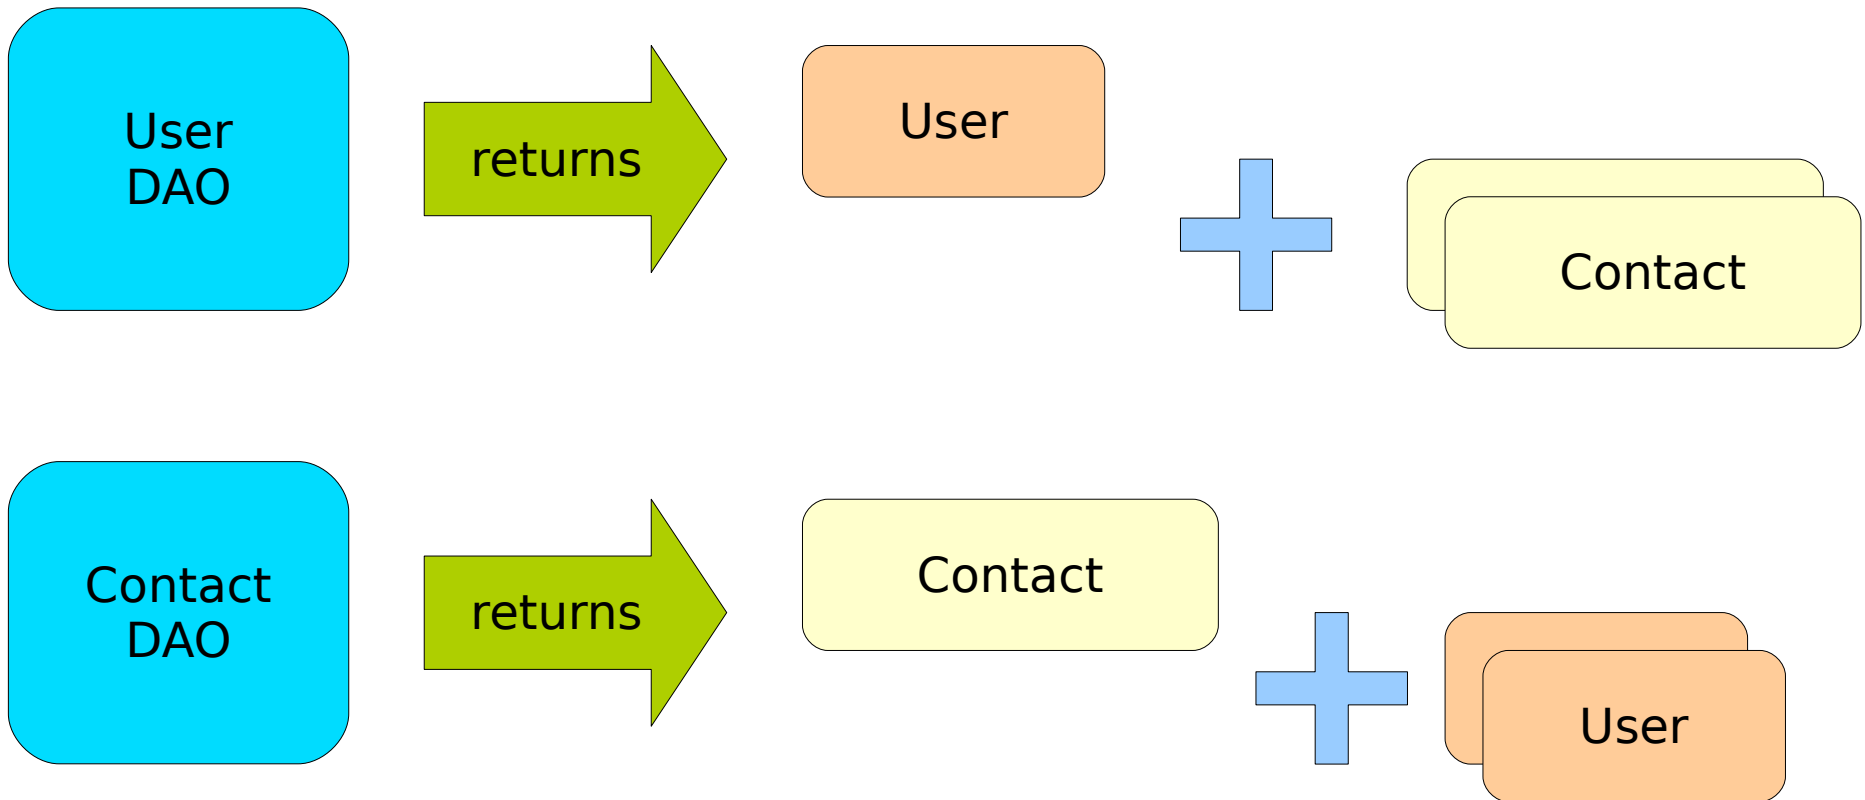 User
DAO
returns
User
Contact
Contact
DAO
returns
Contact
User